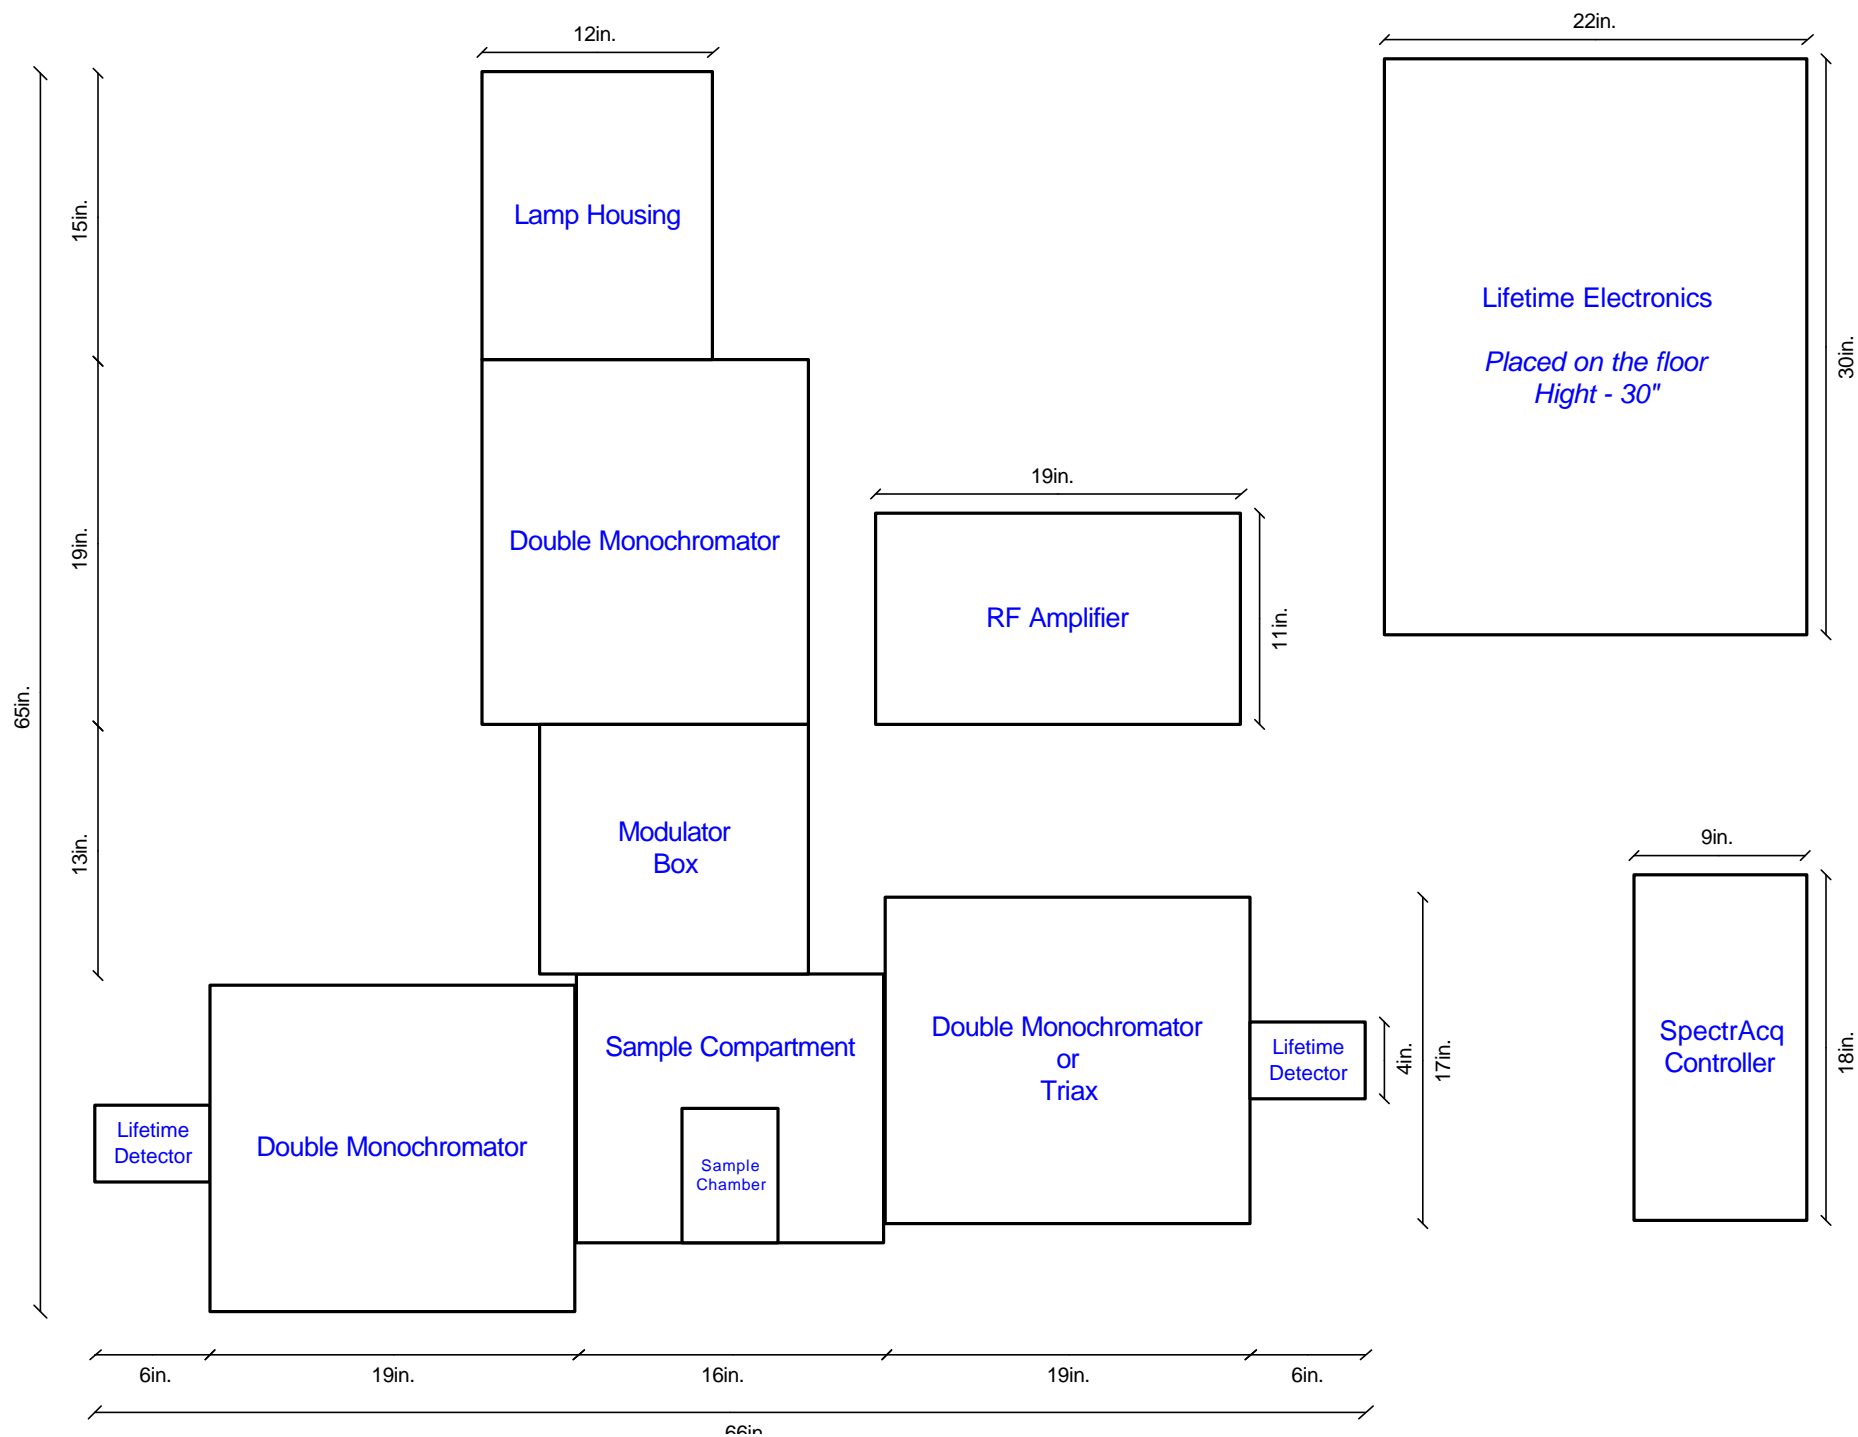 12in.
22in.
15in.
Lamp Housing
Lifetime Electronics
Placed on the floor
Hight - 30"
30in.
19in.
19in.
Double Monochromator
RF Amplifier
11in.
65in.
13in.
Modulator
Box
9in.
Sample Compartment
Double Monochromator
or
Triax
Lifetime
Detector
4in.
17in.
SpectrAcq
Controller
18in.
Lifetime
Detector
Double Monochromator
Sample
Chamber
6in.
19in.
16in.
19in.
6in.
66in